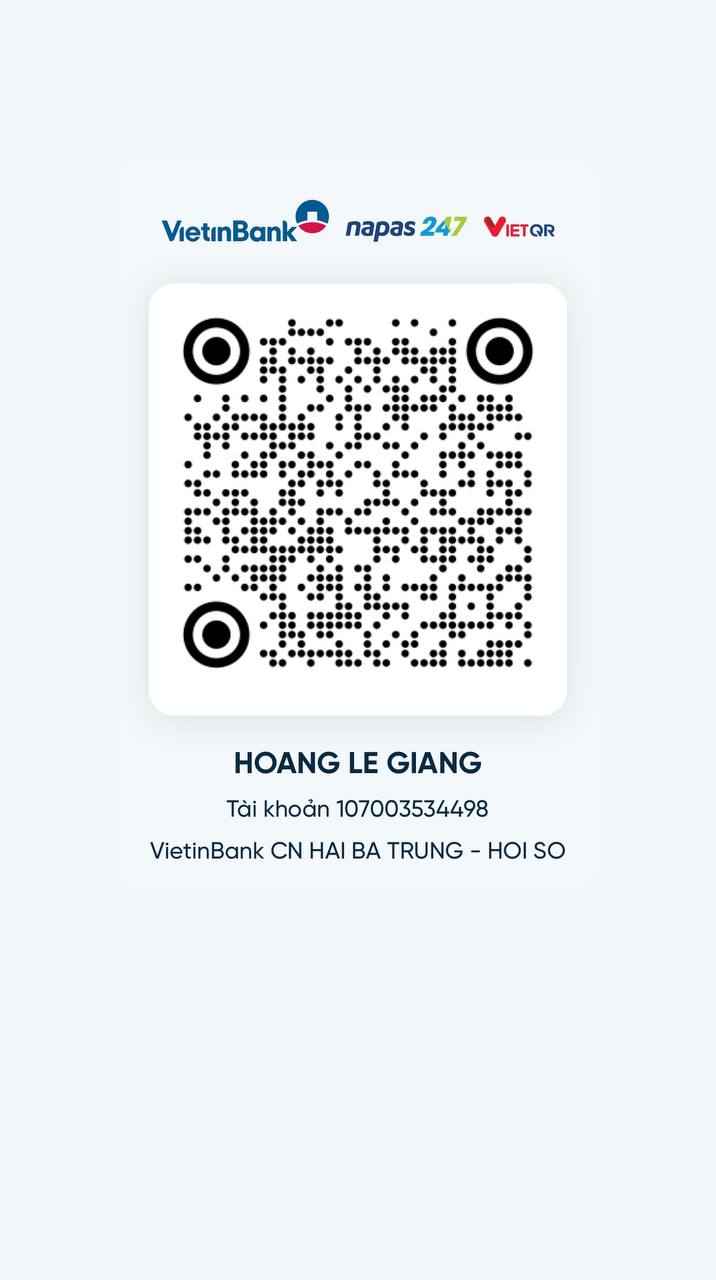 VietinBank napas 247 VIETQR
HOANG LE GIANG
Tài khoản 107003534498
VietinBank CN HAI BA TRUNG - HOI SO